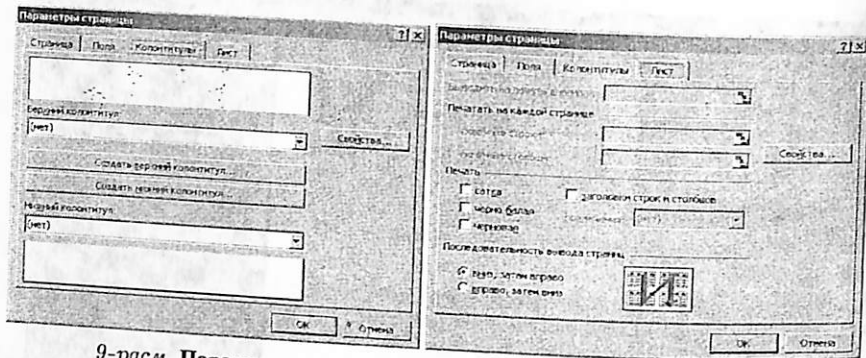 Параметры страницы
Страница Поля Колонтитулы Лист
Верхний колонтитул:
(нет)
Свойства...
Создать верхний колонтитул...
Создать нижний колонтитул...
Нижний колонтитул:
(нет)
ОК Отмена
Параметры страницы
Страница Поля Колонтитулы Лист
Печатать на каждой странице
Свойства...
Печать
сетка заголовки строк и столбцов
черно-белая
черновая
Последовательность вывода страниц
вниз, затем вправо
вправо, затем вниз
ОК Отмена
9-расм.